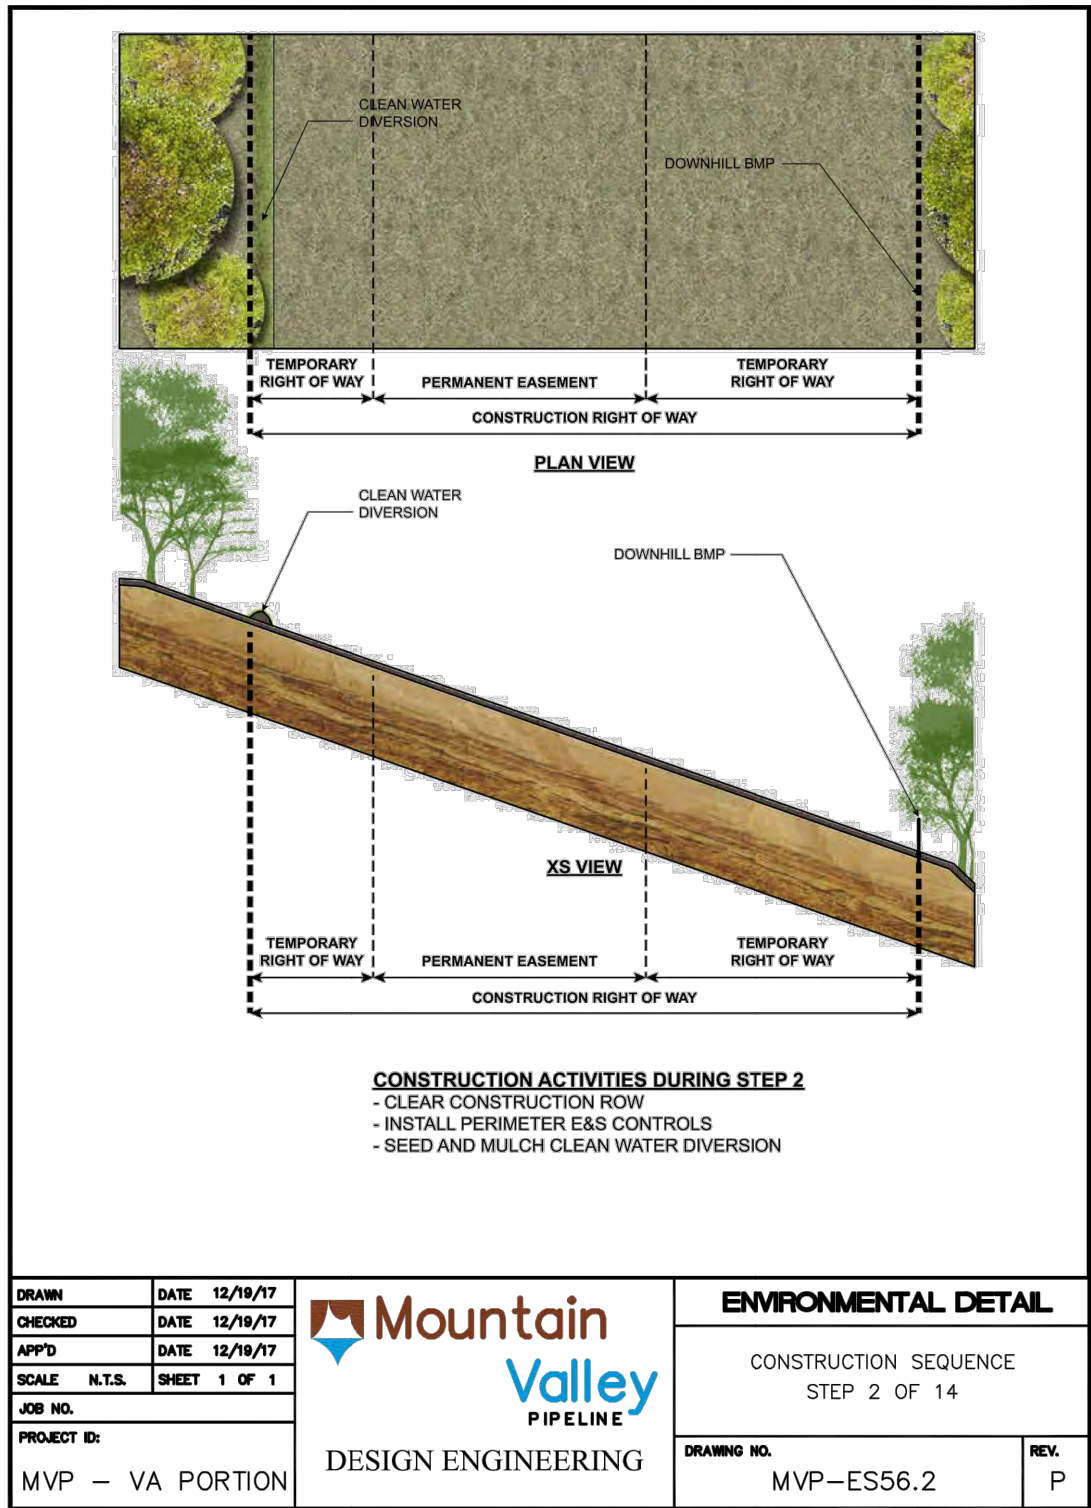 CLEAN WATER
DIVERSION
DOWNHILL BMP
TEMPORARY
RIGHT OF WAY
PERMANENT EASEMENT
TEMPORARY
RIGHT OF WAY
CONSTRUCTION RIGHT OF WAY
PLAN VIEW
CLEAN WATER
DIVERSION
DOWNHILL BMP
XS VIEW
TEMPORARY
RIGHT OF WAY
PERMANENT EASEMENT
TEMPORARY
RIGHT OF WAY
CONSTRUCTION RIGHT OF WAY
CONSTRUCTION ACTIVITIES DURING STEP 2
- CLEAR CONSTRUCTION ROW
- INSTALL PERIMETER E&S CONTROLS
- SEED AND MULCH CLEAN WATER DIVERSION
DRAWN DATE 12/19/17
CHECKED DATE 12/19/17
APP'D DATE 12/19/17
SCALE N.T.S. SHEET 1 OF 1
JOB NO.
PROJECT ID:
MVP - VA PORTION
Mountain
Valley
PIPELINE
DESIGN ENGINEERING
ENVIRONMENTAL DETAIL
CONSTRUCTION SEQUENCE
STEP 2 OF 14
DRAWING NO.
MVP-ES56.2
REV.
P